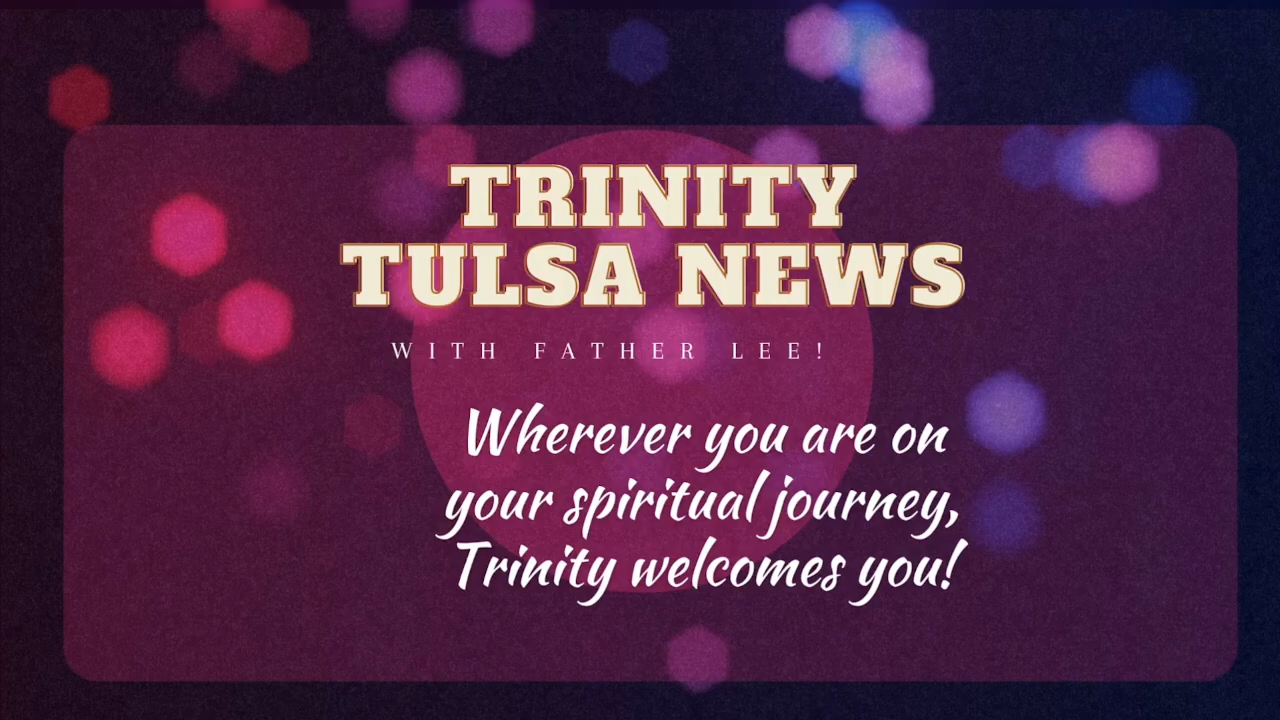 TRINITY
TULSA NEWS
WITH FATHER LEE!
Wherever you are on
your spiritual journey,
Trinity welcomes you!